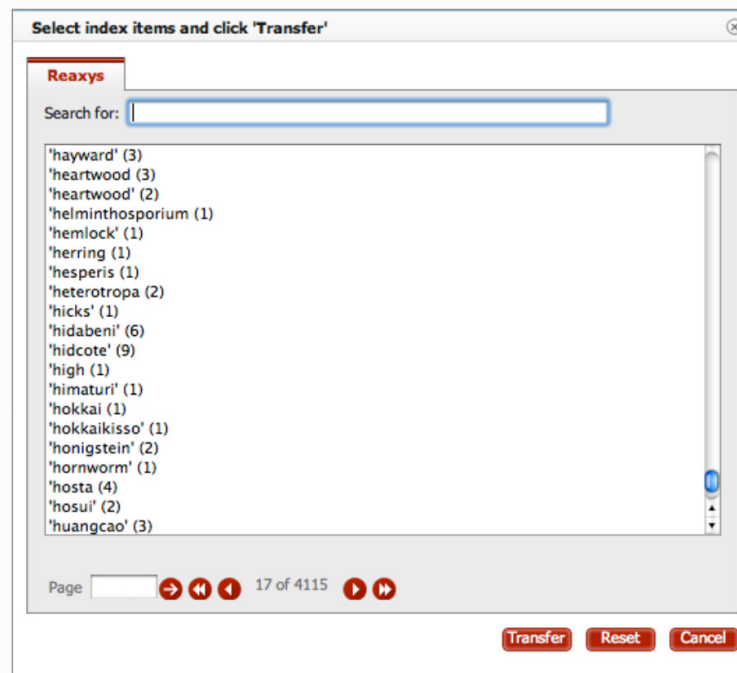 Select index items and click 'Transfer'
Reaxys
Search for:
'hayward' (3)
'heartwood (3)
'heartwood' (2)
'helminthosporium (1)
'hemlock' (1)
'herring (1)
'hesperis (1)
'heterotropa (2)
'hicks' (1)
'hidabeni' (6)
'hidcote' (9)
'high (1)
'himaturi' (1)
'hokkai (1)
'hokkaikisso' (1)
'honigstein' (2)
'hornworm' (1)
'hosta (4)
'hosui' (2)
'huangcao' (3)
Page 17 of 4115
Transfer Reset Cancel